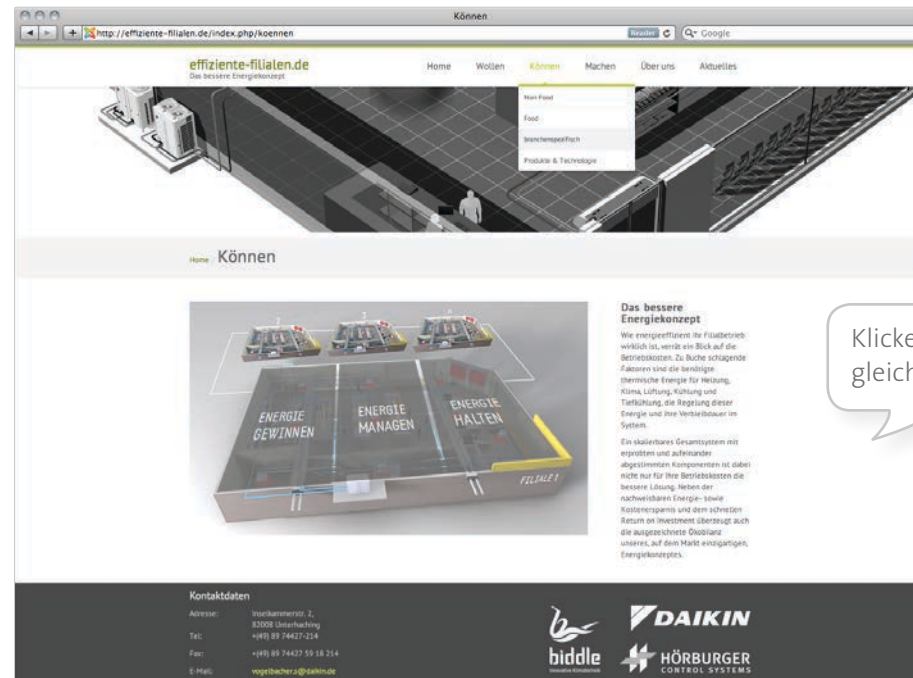 Können
http://effiziente-filialen.de/index.php/koennen
Reader
Google
effiziente-filialen.de
Das bessere Energiekonzept
Home Wollen Können Machen Über uns Aktuelles
Non Food
Food
branchenspezifisch
Produkte & Technologie
Home / Können
2 3 4
ENERGIE
GEWINNEN
ENERGIE
MANAGEN
ENERGIE
HALTEN
FILIALE 1
Das bessere
Energiekonzept
Wie energieeffizient Ihr Filialbetrieb
wirklich ist, verrät ein Blick auf die
Betriebskosten. Zu Buche schlagende
Faktoren sind die benötigte
thermische Energie für Heizung,
Klima, Lüftung, Kühlung und
Tiefkühlung, die Regelung dieser
Energie und ihre Verbleibdauer im
System.
Ein skalierbares Gesamtsystem mit
erprobten und aufeinander
abgestimmten Komponenten ist dabei
nicht nur für Ihre Betriebskosten die
bessere Lösung. Neben der
nachweisbaren Energie- sowie
Kostenersparnis und dem schnellen
Return on Investment überzeugt auch
die ausgezeichnete Ökobilanz
unseres, auf dem Markt einzigartigen,
Energiekonzeptes.
Klicke
gleich
Kontaktdaten
Adresse: Inselkammerstr. 2,
82008 Unterhaching
Tel: +(49) 89 74427-214
Fax: +(49) 89 74427 59 18 214
E-Mail: vogelbacher.s@daikin.de
biddle
Innovative Klimatechnik
DAIKIN
HÖRBURGER
CONTROL SYSTEMS